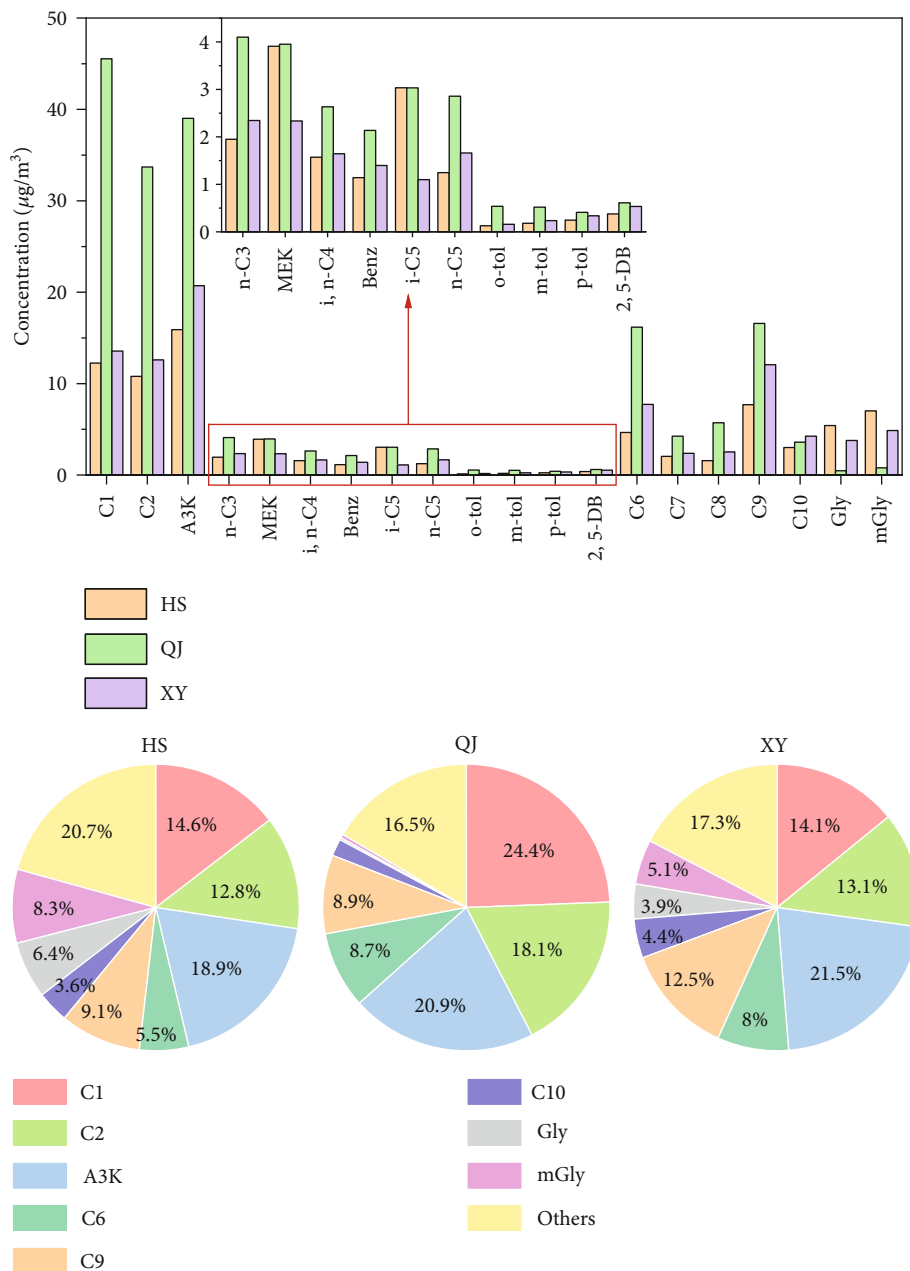 50
40
30
20
10
0
Concentration (μg/m³)
4
3
2
1
0
n-C3
MEK
i, n-C4
Benz
i-C5
n-C5
o-tol
m-tol
p-tol
2, 5-DB
C1
C2
A3K
n-C3
MEK
i, n-C4
Benz
i-C5
n-C5
o-tol
m-tol
p-tol
2, 5-DB
C6
C7
C8
C9
C10
Gly
mGly
HS
QJ
XY
HS
14.6%
12.8%
18.9%
5.5%
9.1%
3.6%
6.4%
8.3%
20.7%
QJ
24.4%
18.1%
20.9%
8.7%
8.9%
16.5%
XY
14.1%
13.1%
21.5%
8%
12.5%
4.4%
3.9%
5.1%
17.3%
C1
C2
A3K
C6
C9
C10
Gly
mGly
Others